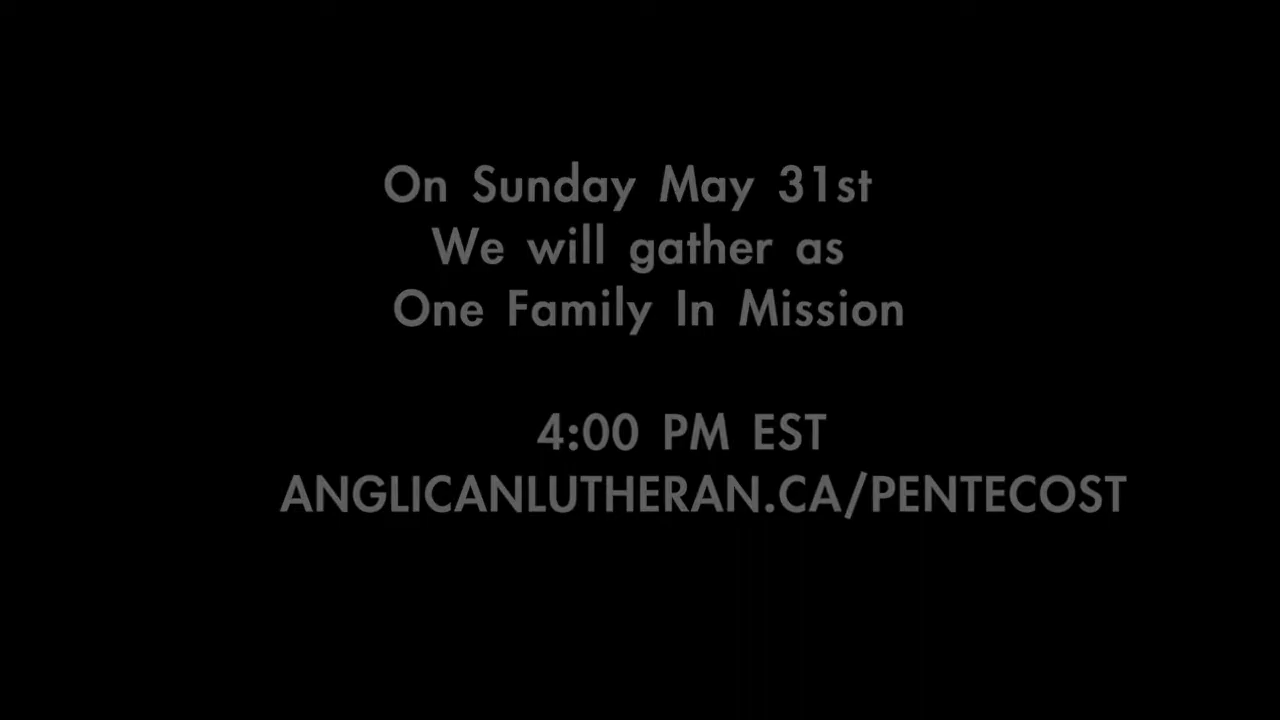 On Sunday May 31st
We will gather as
One Family In Mission
4:00 PM EST
ANGLICANLUTHERAN.CA/PENTECOST